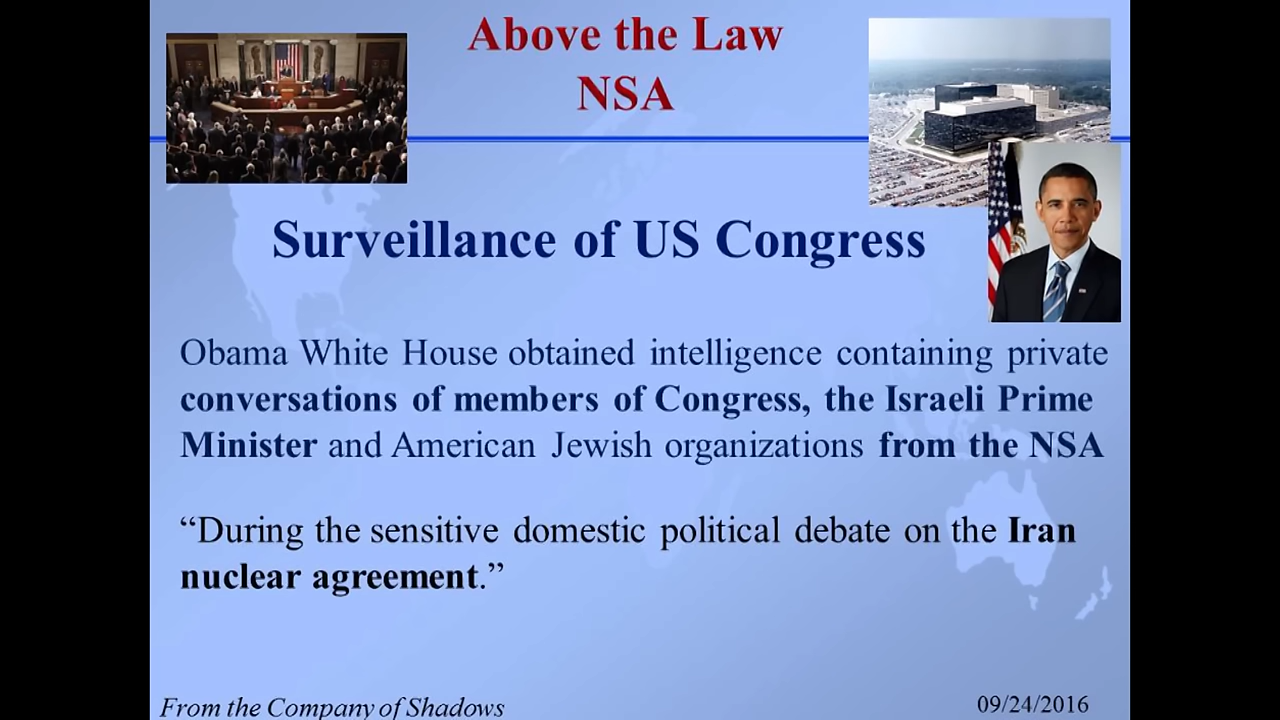 Above the Law
NSA
Surveillance of US Congress
Obama White House obtained intelligence containing private
conversations of members of Congress, the Israeli Prime
Minister and American Jewish organizations from the NSA
“During the sensitive domestic political debate on the Iran
nuclear agreement.”
From the Company of Shadows
09/24/2016